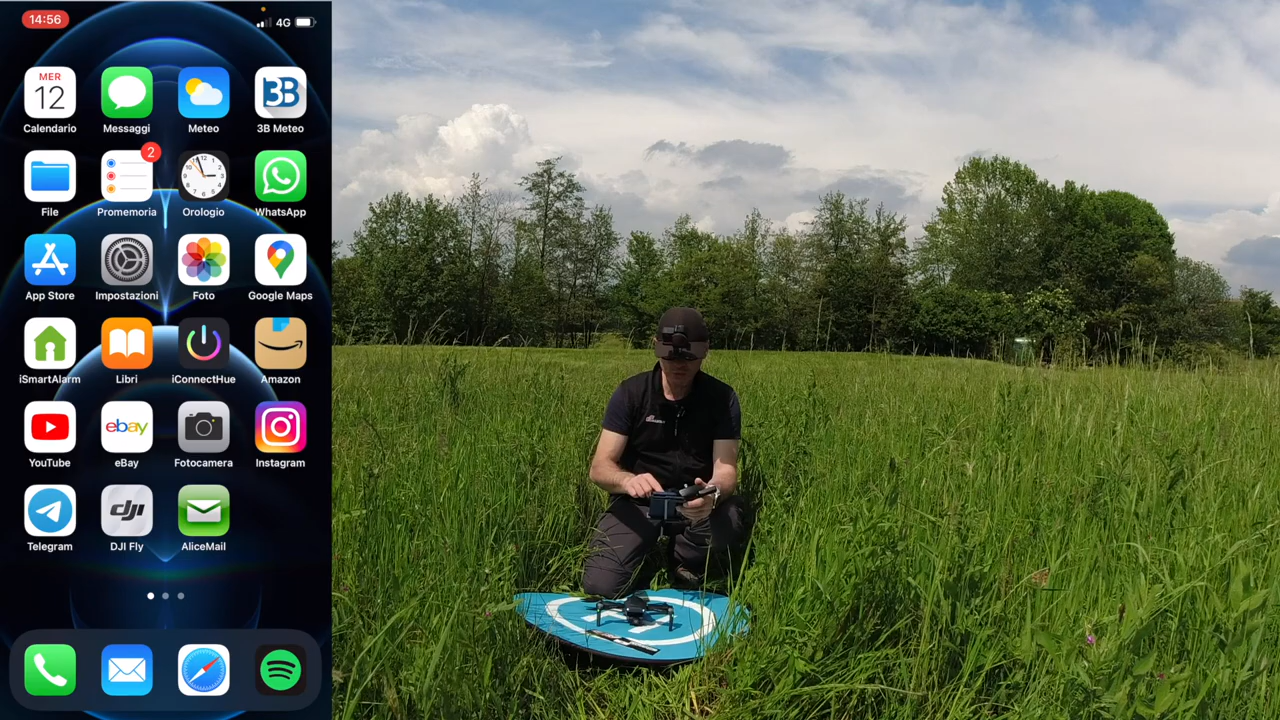 14:56
4G
MER
12
3B
2
Calendario Messaggi Meteo 3B Meteo
File Promemoria Orologio WhatsApp
App Store Impostazioni Foto Google Maps
iSmartAlarm Libri iConnectHue Amazon
ebay
YouTube eBay Fotocamera Instagram
dji
Telegram DJI Fly AliceMail
H